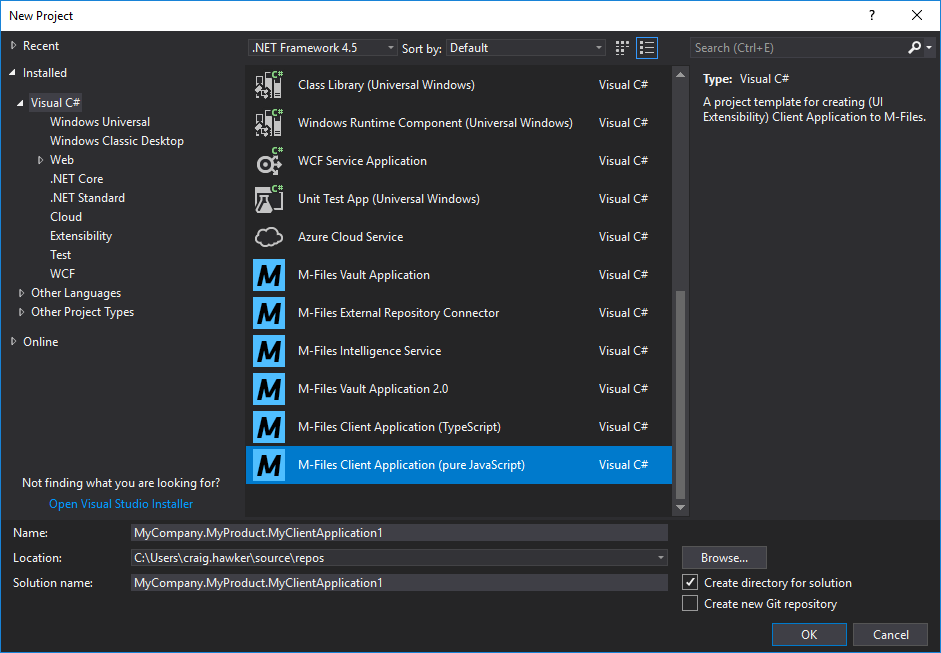 New Project
?
Recent
Installed
Visual C#
Windows Universal
Windows Classic Desktop
Web
.NET Core
.NET Standard
Cloud
Extensibility
Test
WCF
Other Languages
Other Project Types
Online
Not finding what you are looking for?
Open Visual Studio Installer
.NET Framework 4.5 Sort by: Default
C# Class Library (Universal Windows) Visual C#
C# Windows Runtime Component (Universal Windows) Visual C#
C# WCF Service Application Visual C#
C# Unit Test App (Universal Windows) Visual C#
Azure Cloud Service Visual C#
M M-Files Vault Application Visual C#
M M-Files External Repository Connector Visual C#
M M-Files Intelligence Service Visual C#
M M-Files Vault Application 2.0 Visual C#
M M-Files Client Application (TypeScript) Visual C#
M M-Files Client Application (pure JavaScript) Visual C#
Search (Ctrl+E)
Type: Visual C#
A project template for creating (UI
Extensibility) Client Application to M-Files.
Name: MyCompany.MyProduct.MyClientApplication1
Location: C:\Users\craig.hawker\source\repos
Solution name: MyCompany.MyProduct.MyClientApplication1
Browse...
Create directory for solution
Create new Git repository
OK Cancel